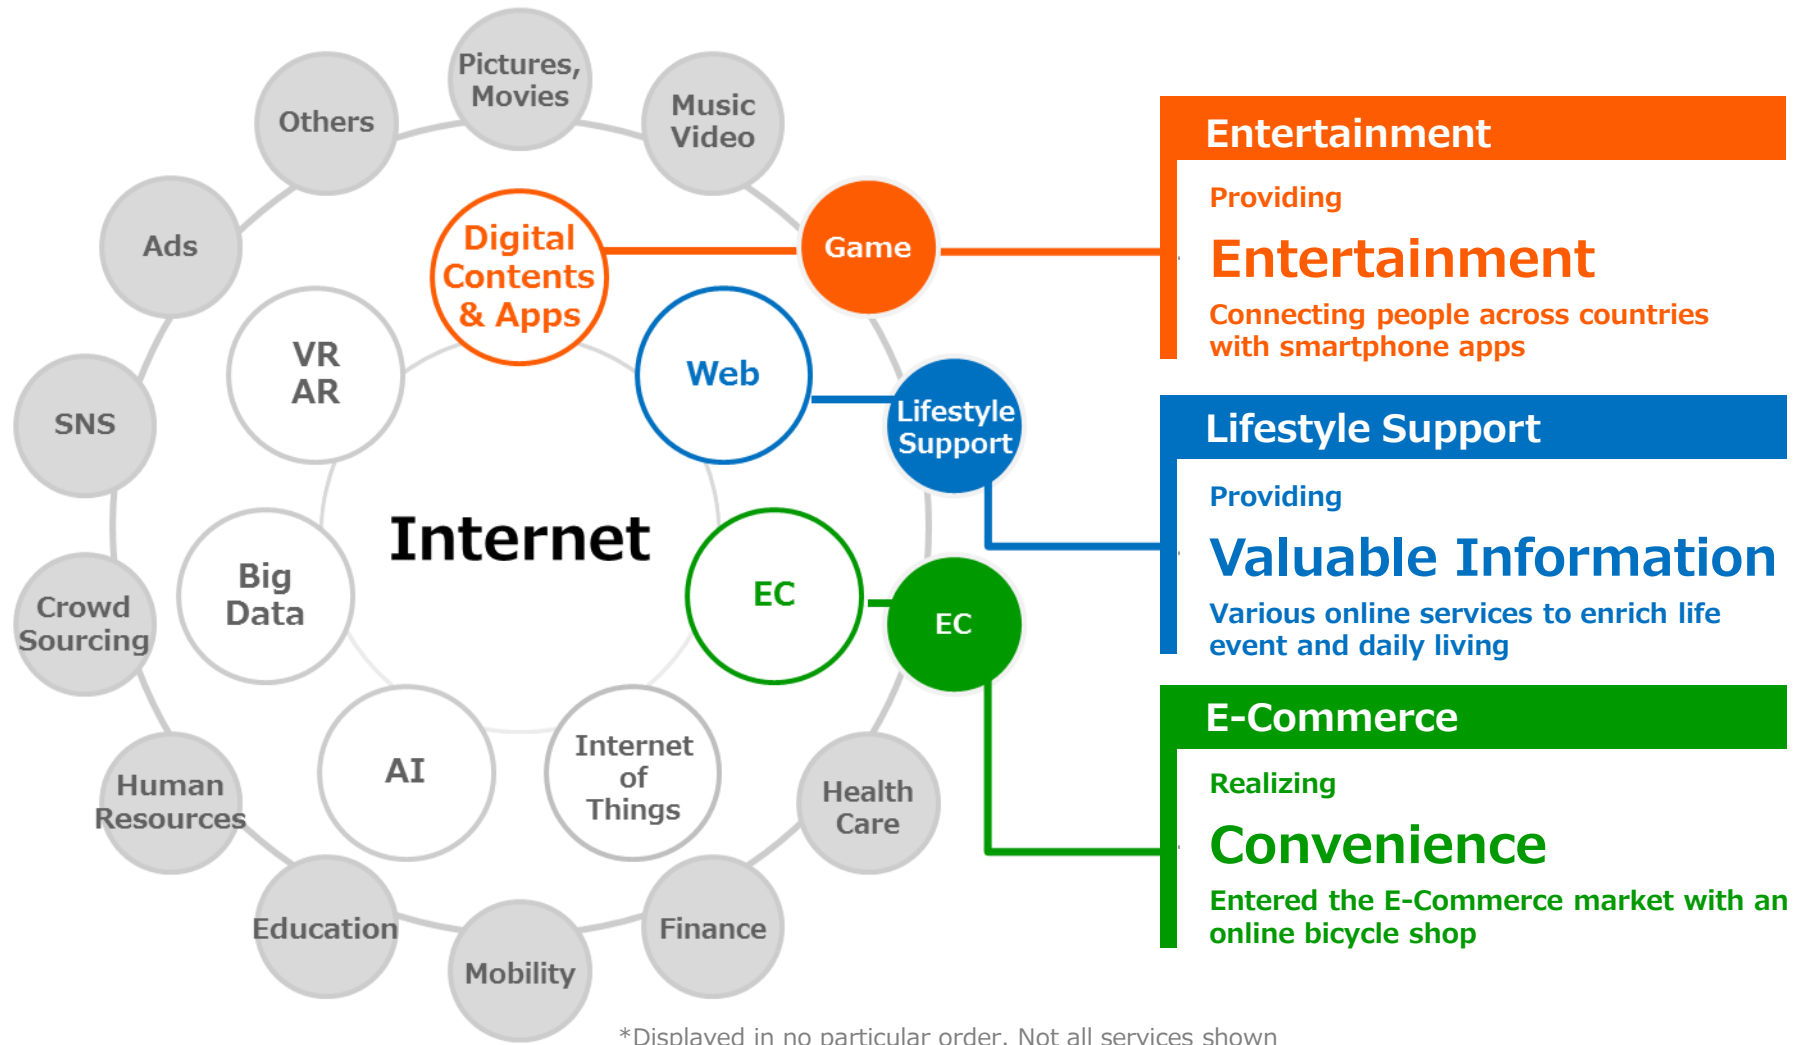 Pictures,
Movies
Music
Video
Others
Ads
SNS
Crowd
Sourcing
Human
Resources
Education
Mobility
Finance
Health
Care
Game
Lifestyle
Support
EC
Digital
Contents
& Apps
Web
EC
Internet
of
Things
AI
Big
Data
VR
AR
Internet
Entertainment
Providing
Entertainment
Connecting people across countries
with smartphone apps
Lifestyle Support
Providing
Valuable Information
Various online services to enrich life
event and daily living
E-Commerce
Realizing
Convenience
Entered the E-Commerce market with an
online bicycle shop
*Displayed in no particular order. Not all services shown